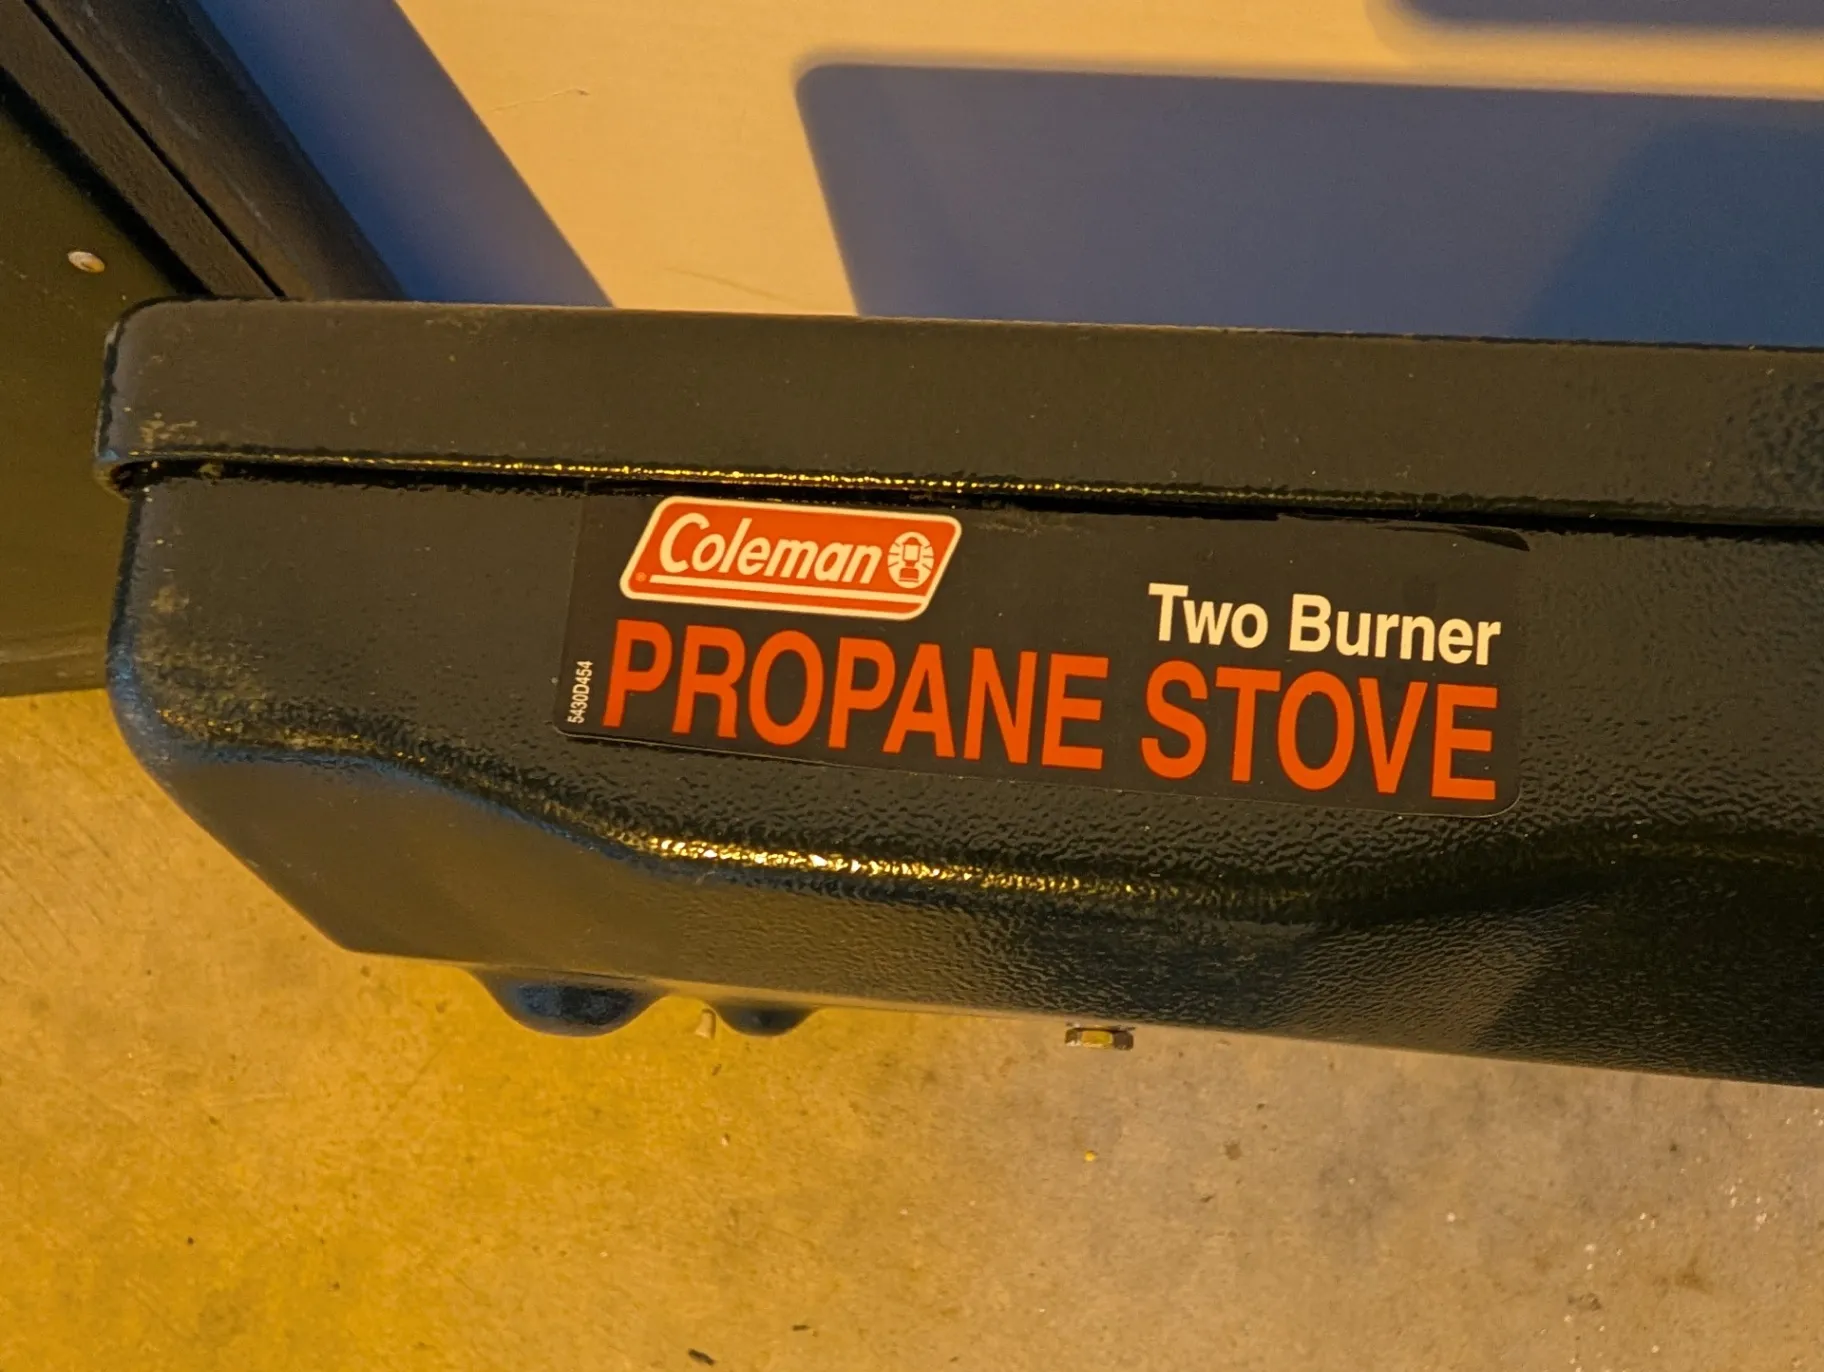 Coleman
Two Burner
PROPANE STOVE
5430D454